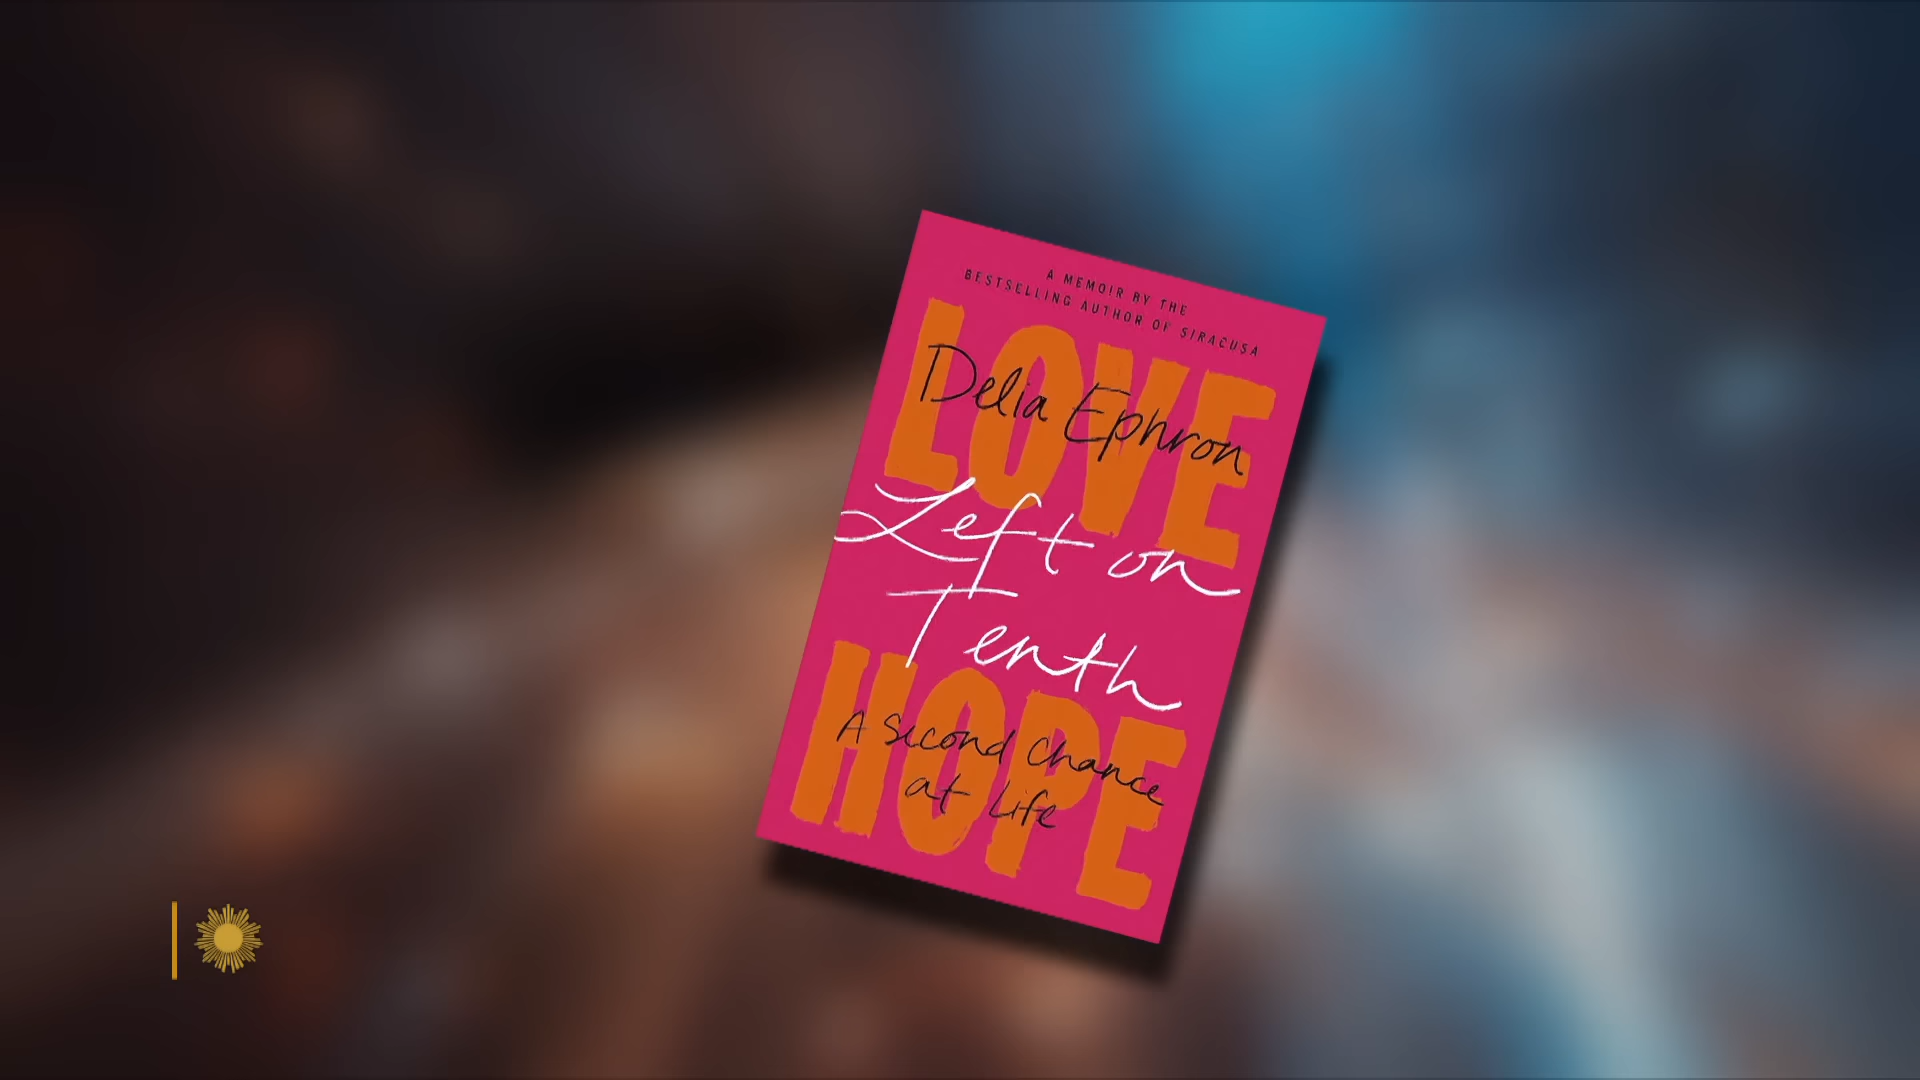 A MEMOIR BY THE
BESTSELLING AUTHOR OF SIRACUSA
LOVE
Delia Ephron
Left on
Tenth
HOPE
A Second Chance
at Life